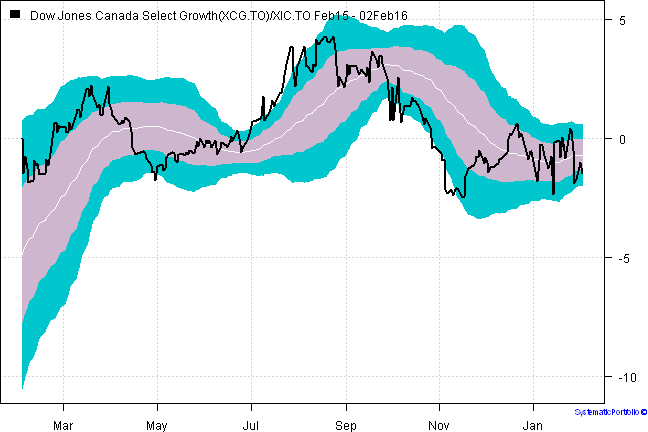 Dow Jones Canada Select Growth(XCG.TO)/XIC.TO Feb15 - 02Feb16
5
0
-5
-10
Mar May Jul Sep Nov Jan
SystematicPortfolio ©